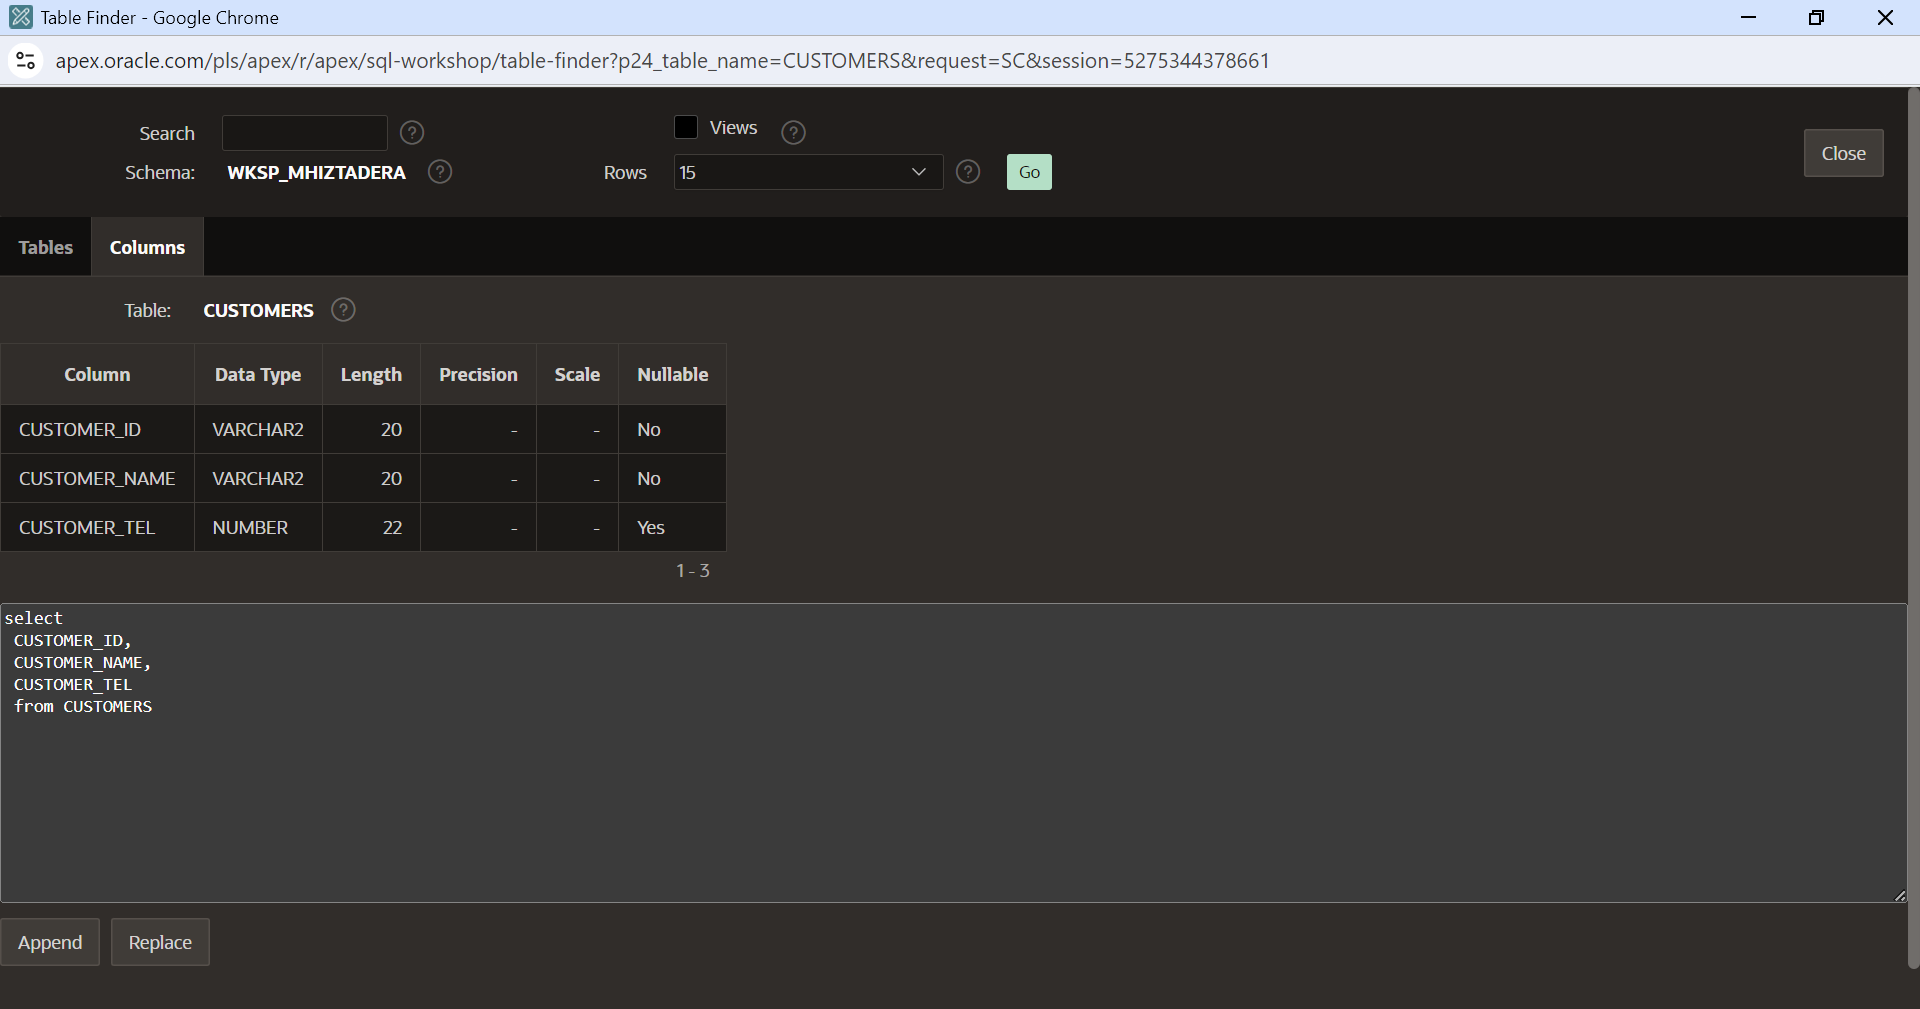 Table Finder - Google Chrome
apex.oracle.com/pls/apex/r/apex/sql-workshop/table-finder?p24_table_name=CUSTOMERS&request=SC&session=5275344378661
Search ? Views ?
Close
Schema: WKSP_MHIZTADERA ? Rows 15 ? Go
Tables Columns
Table: CUSTOMERS ?
Column Data Type Length Precision Scale Nullable
CUSTOMER_ID VARCHAR2 20 - - No
CUSTOMER_NAME VARCHAR2 20 - - No
CUSTOMER_TEL NUMBER 22 - - Yes
1 - 3
select
CUSTOMER_ID,
CUSTOMER_NAME,
CUSTOMER_TEL
from CUSTOMERS
Append Replace